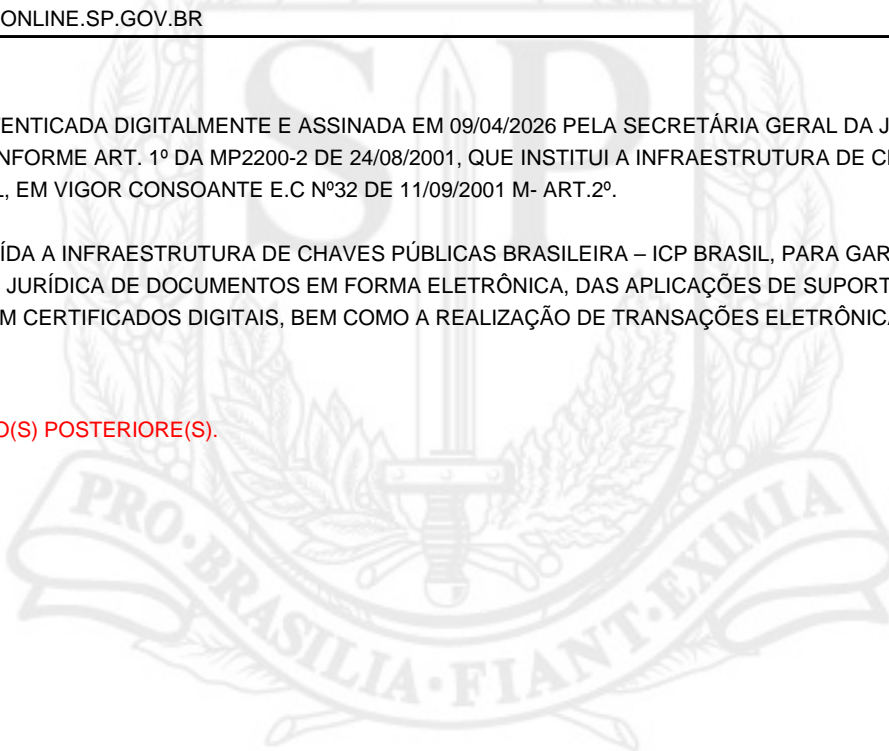 ONLINE.SP.GOV.BR
ENTICADA DIGITALMENTE E ASSINADA EM 09/04/2026 PELA SECRETÁRIA GERAL DA J
NFORME ART. 1º DA MP2200-2 DE 24/08/2001, QUE INSTITUI A INFRAESTRUTURA DE C
L, EM VIGOR CONSOANTE E.C Nº32 DE 11/09/2001 M- ART.2º.
ÍDA A INFRAESTRUTURA DE CHAVES PÚBLICAS BRASILEIRA – ICP BRASIL, PARA GAR
JURÍDICA DE DOCUMENTOS EM FORMA ELETRÔNICA, DAS APLICAÇÕES DE SUPORT
M CERTIFICADOS DIGITAIS, BEM COMO A REALIZAÇÃO DE TRANSAÇÕES ELETRÔNICA
O(S) POSTERIORE(S).
SP
PRO·BRASILIA·FIANT·EXIMIA